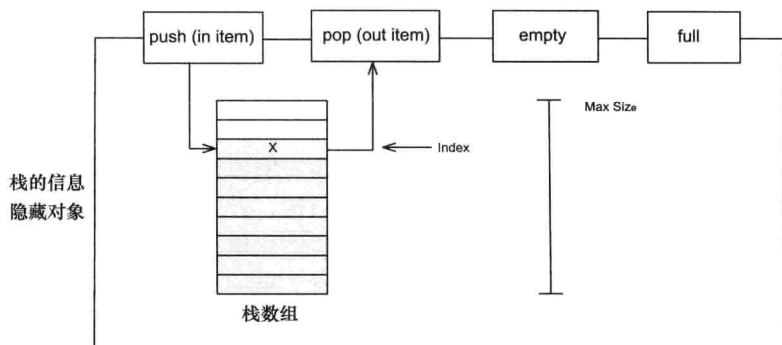 push (in item)
pop (out item)
empty
full
Max Size
X
Index
栈的信息
隐藏对象
栈数组